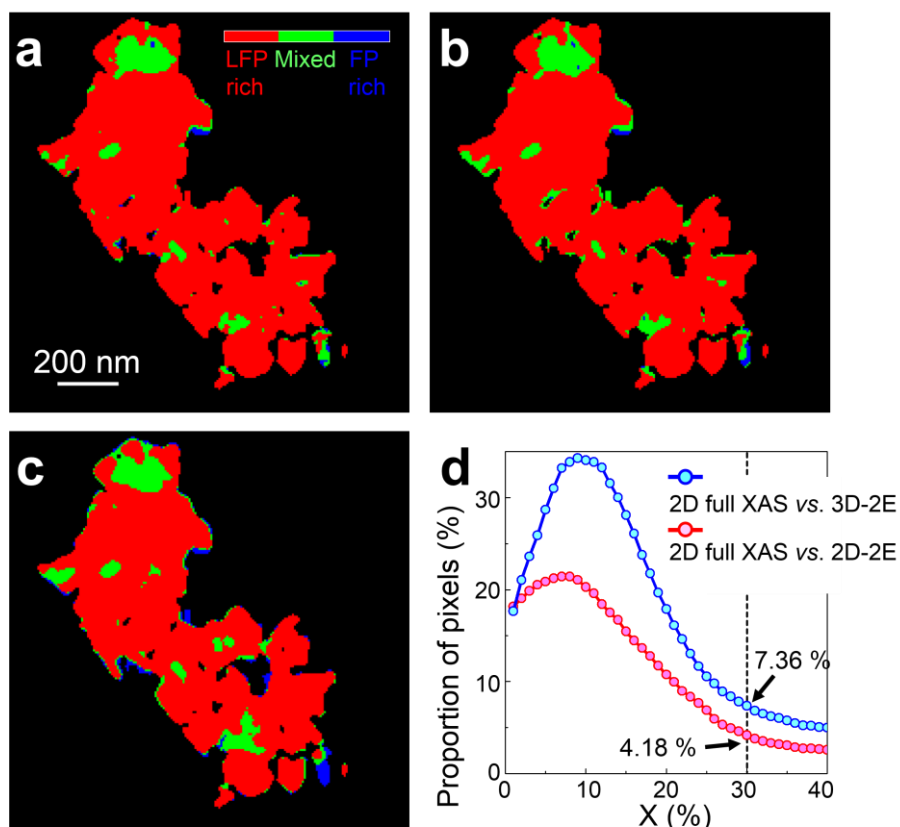 a
LFP Mixed FP
rich rich
200 nm
b
c
d
Proportion of pixels (%)
30
20
10
0
2D full XAS vs. 3D-2E
2D full XAS vs. 2D-2E
7.36 %
4.18 %
0 10 20 30 40
X (%)